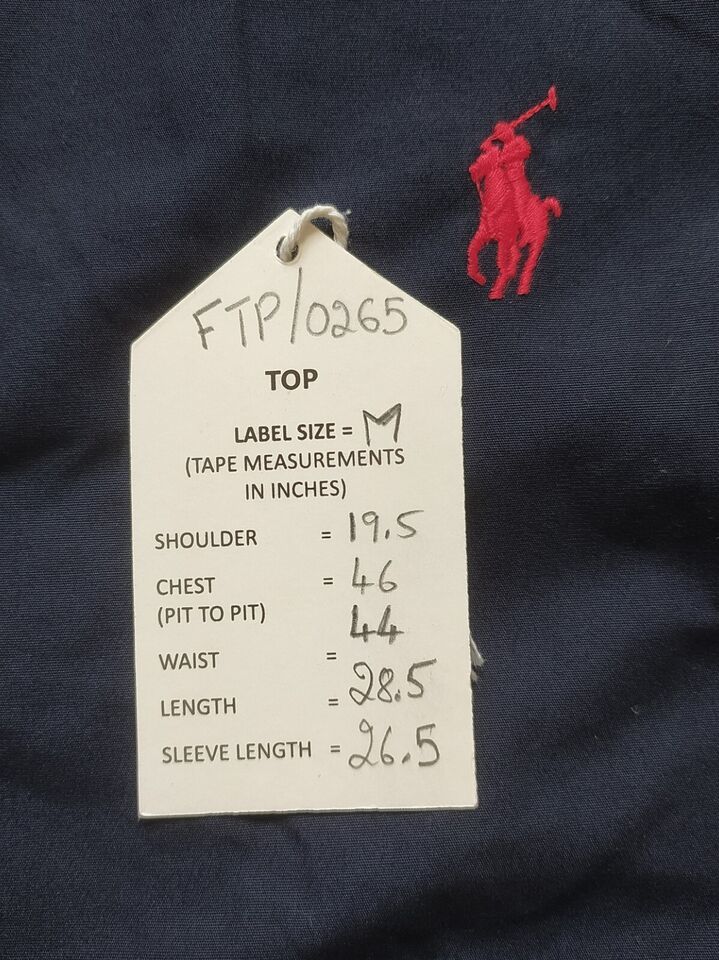 FTP/0265
TOP
LABEL SIZE = M
(TAPE MEASUREMENTS
IN INCHES)
SHOULDER = 19.5
CHEST = 46
(PIT TO PIT)
WAIST = 44
LENGTH = 28.5
SLEEVE LENGTH = 26.5